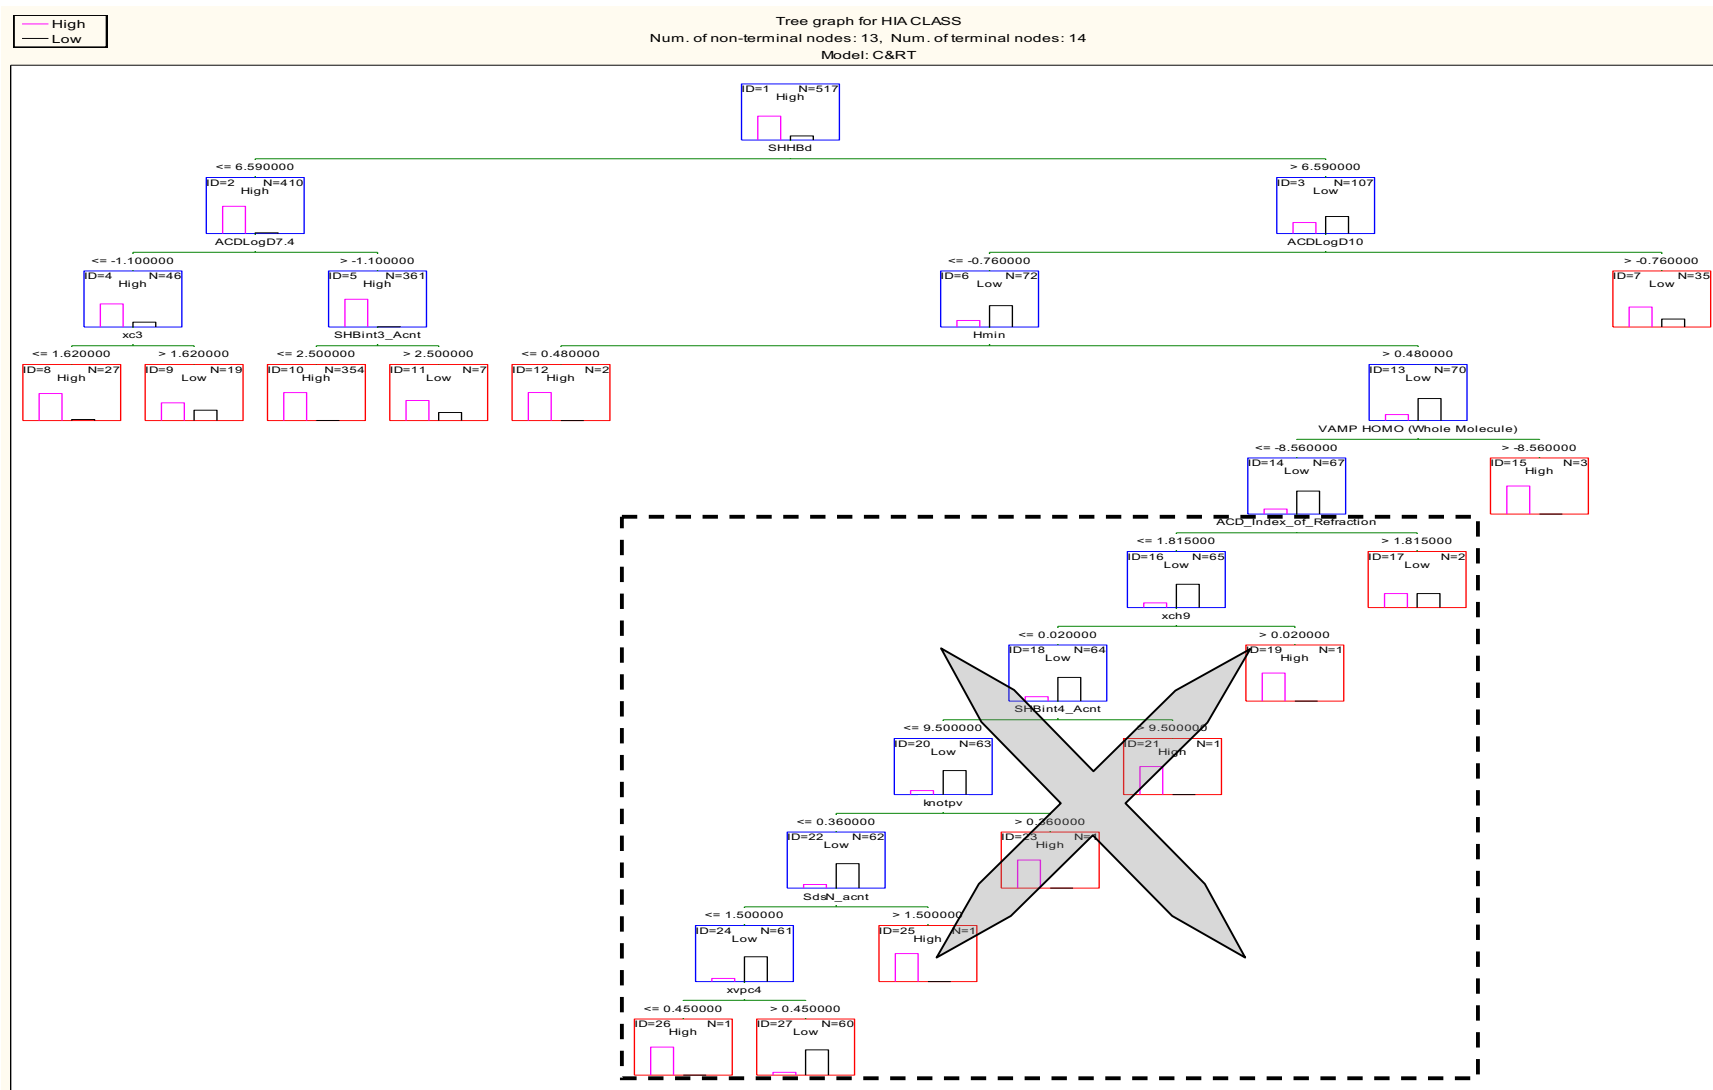 High
Low
Tree graph for HIA CLASS
Num. of non-terminal nodes: 13, Num. of terminal nodes: 14
Model: C&RT
ID=1 N=517
High
SHHBd
<= 6.590000 > 6.590000
ID=2 N=410 ID=3 N=107
High Low
ACDLogD7.4 ACDLogD10
<= -1.100000 > -1.100000 <= -0.760000 > -0.760000
ID=4 N=46 ID=5 N=361 ID=6 N=72 ID=7 N=35
High High Low Low
xc3 SHBint3_Acnt Hmin
<= 1.620000 > 1.620000 <= 2.500000 > 2.500000 <= 0.480000 > 0.480000
ID=8 N=27 ID=9 N=19 ID=10 N=354 ID=11 N=7 ID=12 N=2 ID=13 N=70
High Low High Low High Low
VAMP HOMO (Whole Molecule)
<= -8.560000 > -8.560000
ID=14 N=67 ID=15 N=3
Low High
ACD_Index_of_Refraction
<= 1.815000 > 1.815000
ID=16 N=65 ID=17 N=2
Low Low
xch9
<= 0.020000 > 0.020000
ID=18 N=64 ID=19 N=1
Low High
SHBint4_Acnt
<= 9.500000 > 9.500000
ID=20 N=63 ID=21 N=1
Low High
knotpv
<= 0.360000 > 0.360000
ID=22 N=62 ID=23 N=1
Low High
SdsN_acnt
<= 1.500000 > 1.500000
ID=24 N=61 ID=25 N=1
Low High
xvpc4
<= 0.450000 > 0.450000
ID=26 N=1 ID=27 N=60
High Low